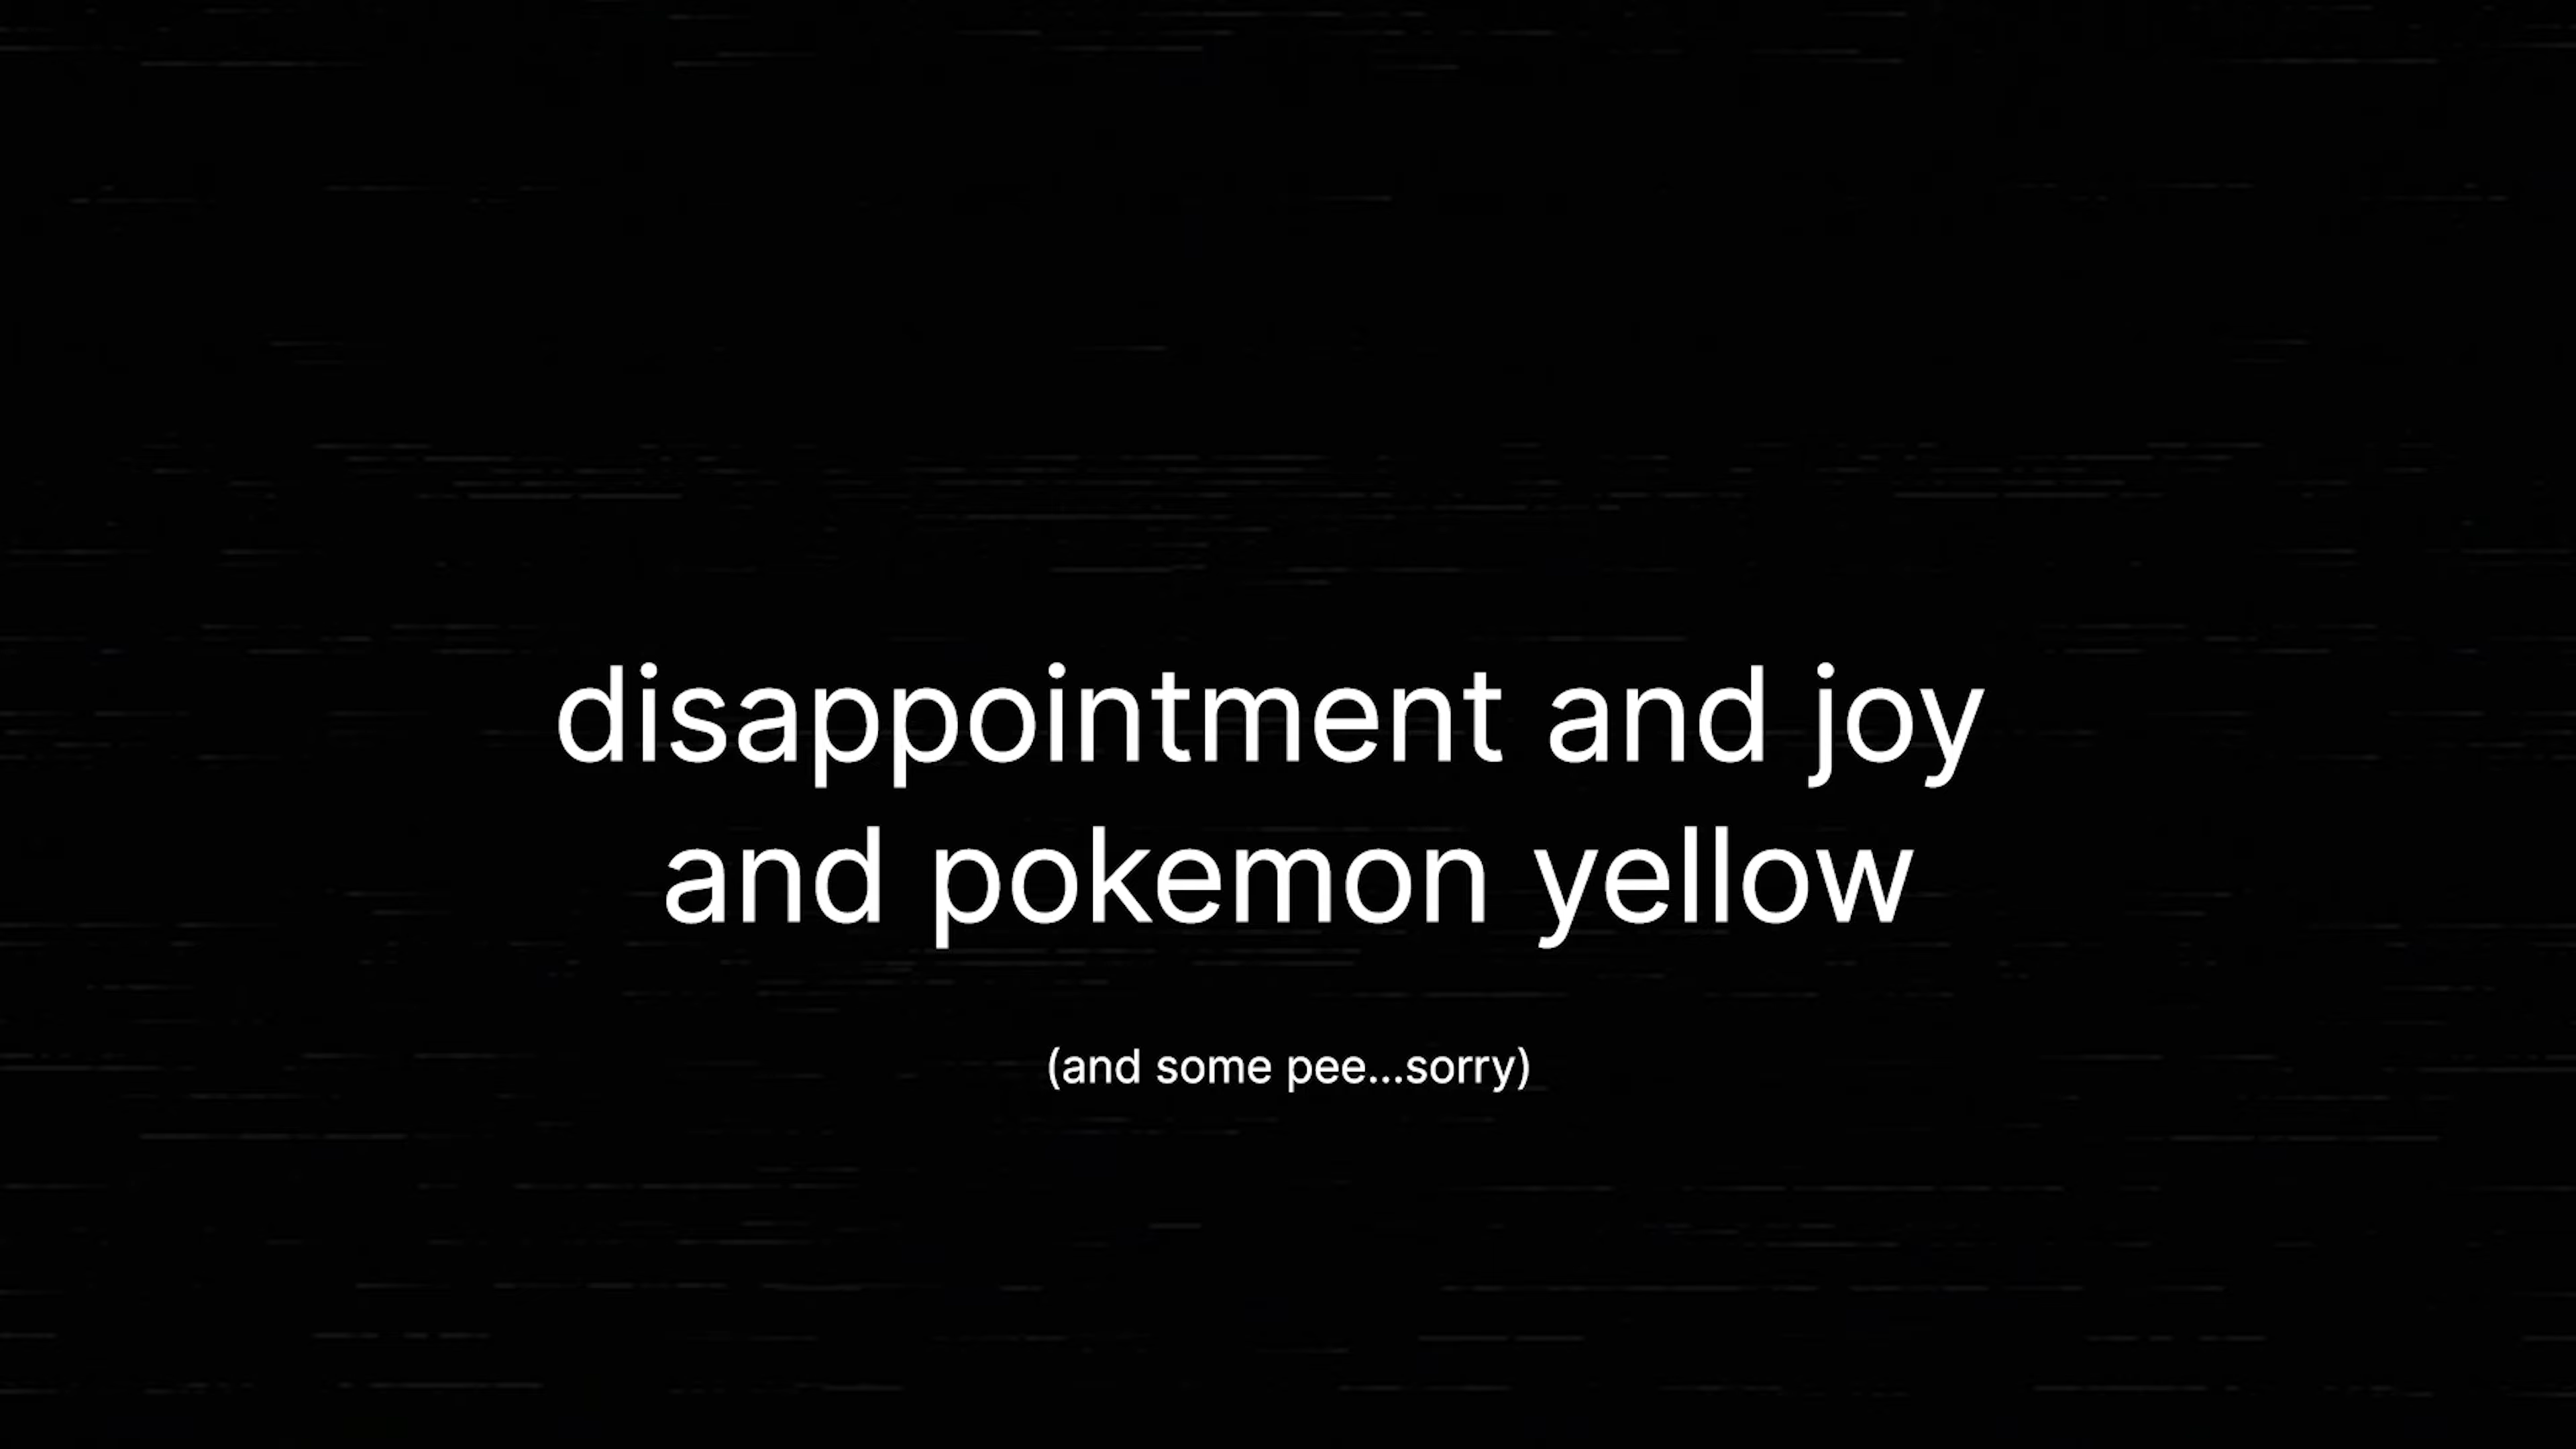 disappointment and joy
and pokemon yellow
(and some pee...sorry)